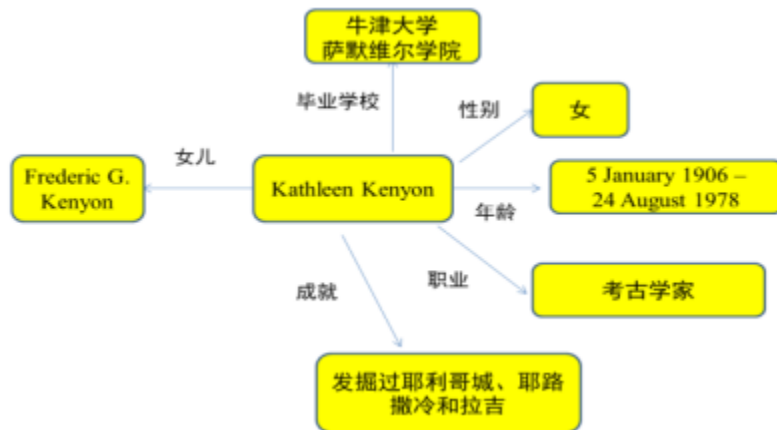 牛津大学
萨默维尔学院
毕业学校
性别
女
女儿
Frederic G.
Kenyon
Kathleen Kenyon
5 January 1906 –
24 August 1978
年龄
成就
职业
考古学家
发掘过耶利哥城、耶路
撒冷和拉吉